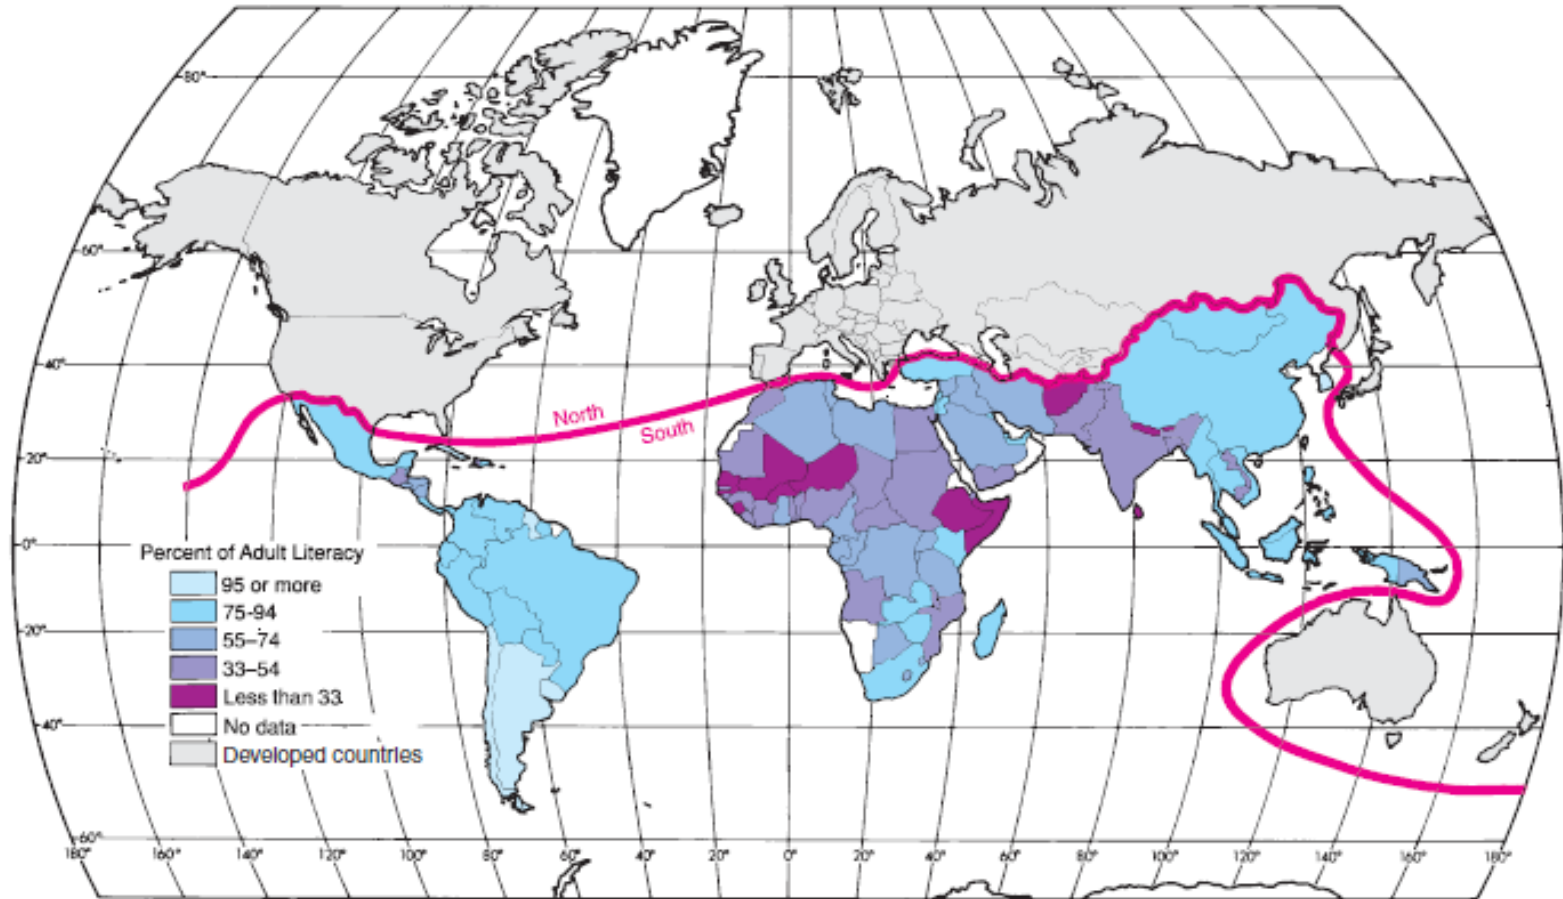 80°
60°
40°
North
South
20°
0°
Percent of Adult Literacy
95 or more
75-94
55–74
33–54
Less than 33
No data
Developed countries
20°
40°
60°
180° 160° 140° 120° 100° 80° 60° 40° 20° 0° 20° 40° 60° 80° 100° 120° 140° 160° 180°